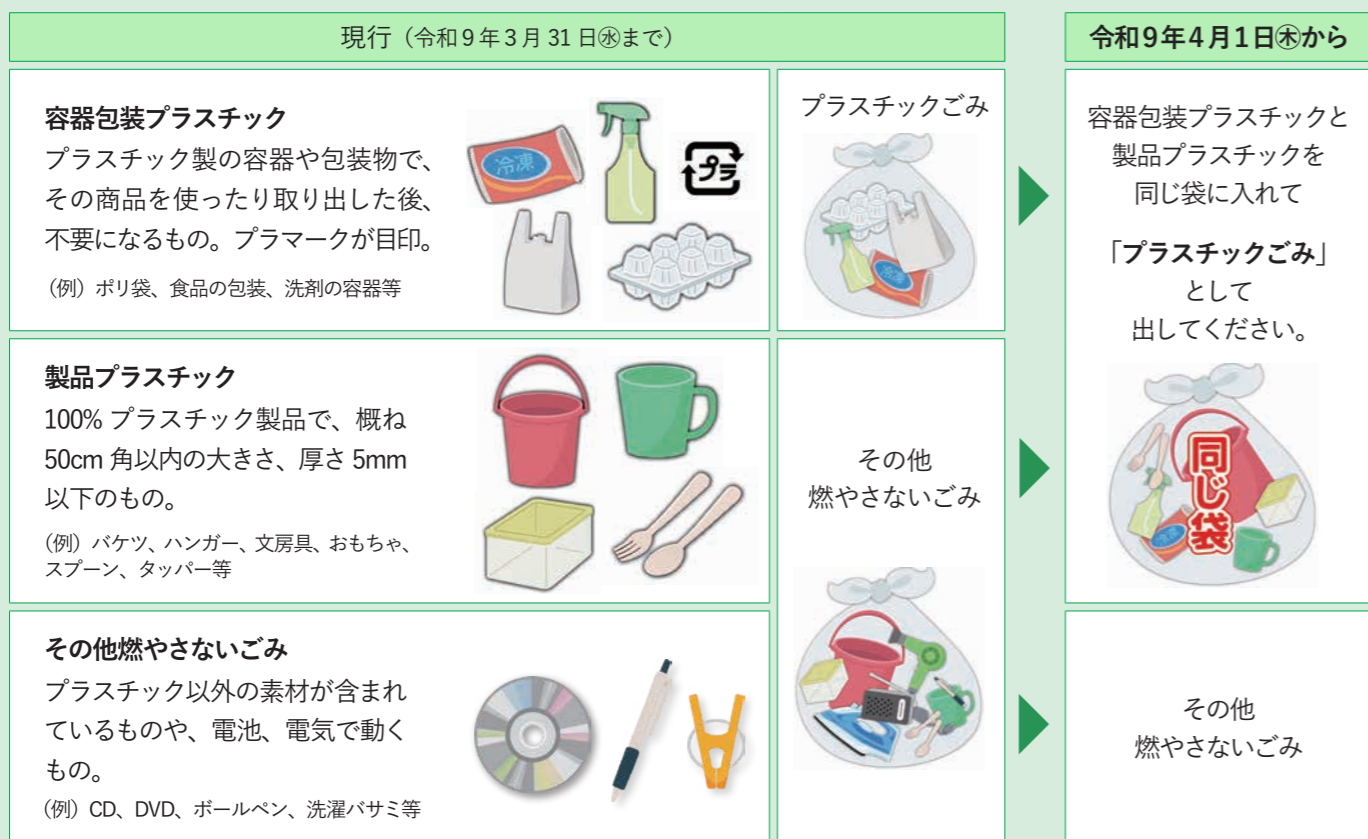 現行（令和9年3月31日㊌まで）
令和9年4月1日㊍から
容器包装プラスチック
プラスチック製の容器や包装物で、
その商品を使ったり取り出した後、
不要になるもの。プラマークが目印。
（例）ポリ袋、食品の包装、洗剤の容器等
冷凍
プラ
プラスチックごみ
冷凍
容器包装プラスチックと
製品プラスチックを
同じ袋に入れて
「プラスチックごみ」
として
出してください。
冷凍
同じ袋
製品プラスチック
100% プラスチック製品で、概ね
50cm 角以内の大きさ、厚さ 5mm
以下のもの。
（例）バケツ、ハンガー、文房具、おもちゃ、
スプーン、タッパー等
その他
燃やさないごみ
その他燃やさないごみ
プラスチック以外の素材が含まれ
ているものや、電池、電気で動く
もの。
（例）CD、DVD、ボールペン、洗濯バサミ等
その他
燃やさないごみ